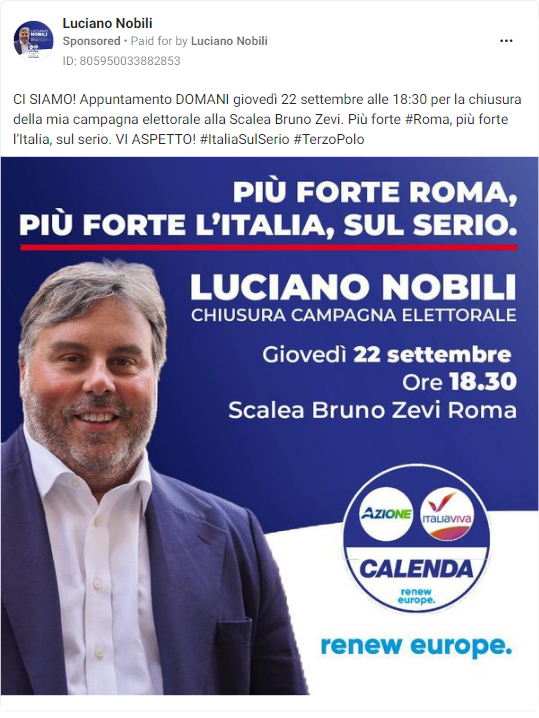 Luciano Nobili
Sponsored • Paid for by Luciano Nobili
ID: 805950033882853
CI SIAMO! Appuntamento DOMANI giovedì 22 settembre alle 18:30 per la chiusura
della mia campagna elettorale alla Scalea Bruno Zevi. Più forte #Roma, più forte
l'Italia, sul serio. VI ASPETTO! #ItaliaSulSerio #TerzoPolo
PIÙ FORTE ROMA,
PIÙ FORTE L'ITALIA, SUL SERIO.
LUCIANO NOBILI
CHIUSURA CAMPAGNA ELETTORALE
Giovedì 22 settembre
Ore 18.30
Scalea Bruno Zevi Roma
AZIONE
ITALIAVIVA
CALENDA
renew
europe.
renew europe.